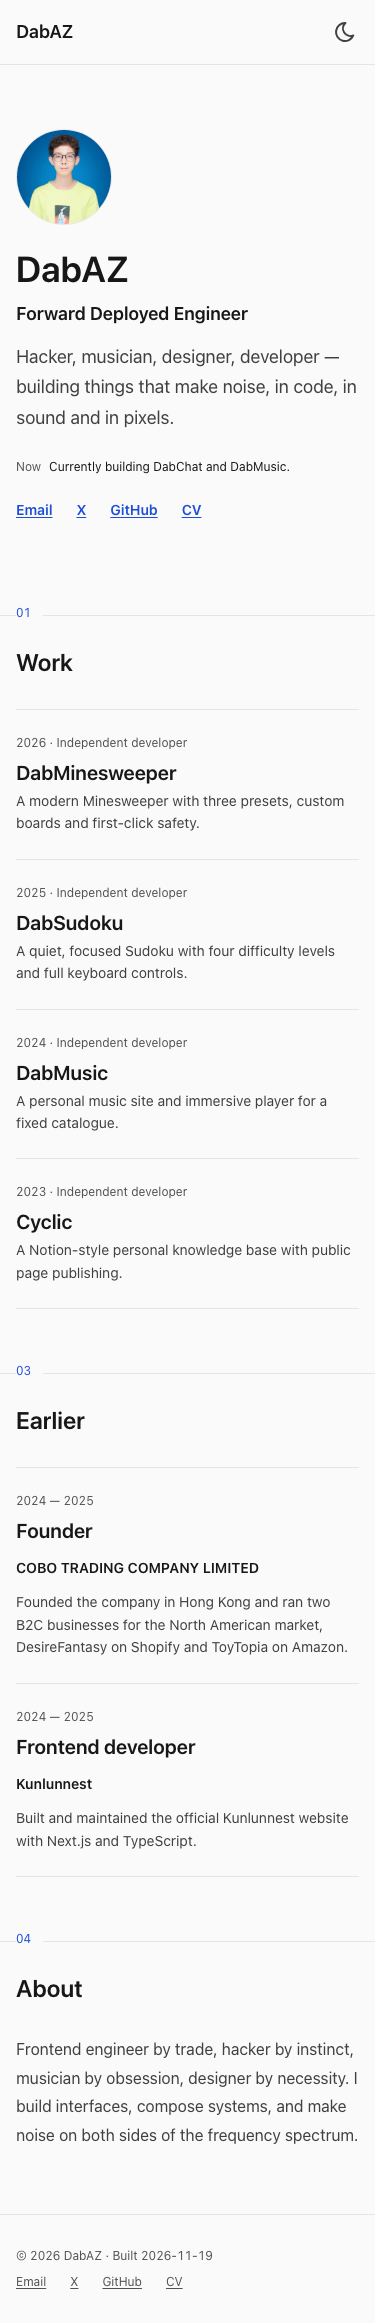 DabAZ
DabAZ
Forward Deployed Engineer
Hacker, musician, designer, developer —
building things that make noise, in code, in
sound and in pixels.
Now Currently building DabChat and DabMusic.
Email X GitHub CV
01
Work
2026 · Independent developer
DabMinesweeper
A modern Minesweeper with three presets, custom
boards and first-click safety.
2025 · Independent developer
DabSudoku
A quiet, focused Sudoku with four difficulty levels
and full keyboard controls.
2024 · Independent developer
DabMusic
A personal music site and immersive player for a
fixed catalogue.
2023 · Independent developer
Cyclic
A Notion-style personal knowledge base with public
page publishing.
03
Earlier
2024 — 2025
Founder
COBO TRADING COMPANY LIMITED
Founded the company in Hong Kong and ran two
B2C businesses for the North American market,
DesireFantasy on Shopify and ToyTopia on Amazon.
2024 — 2025
Frontend developer
Kunlunnest
Built and maintained the official Kunlunnest website
with Next.js and TypeScript.
04
About
Frontend engineer by trade, hacker by instinct,
musician by obsession, designer by necessity. I
build interfaces, compose systems, and make
noise on both sides of the frequency spectrum.
© 2026 DabAZ · Built 2026-11-19
Email X GitHub CV